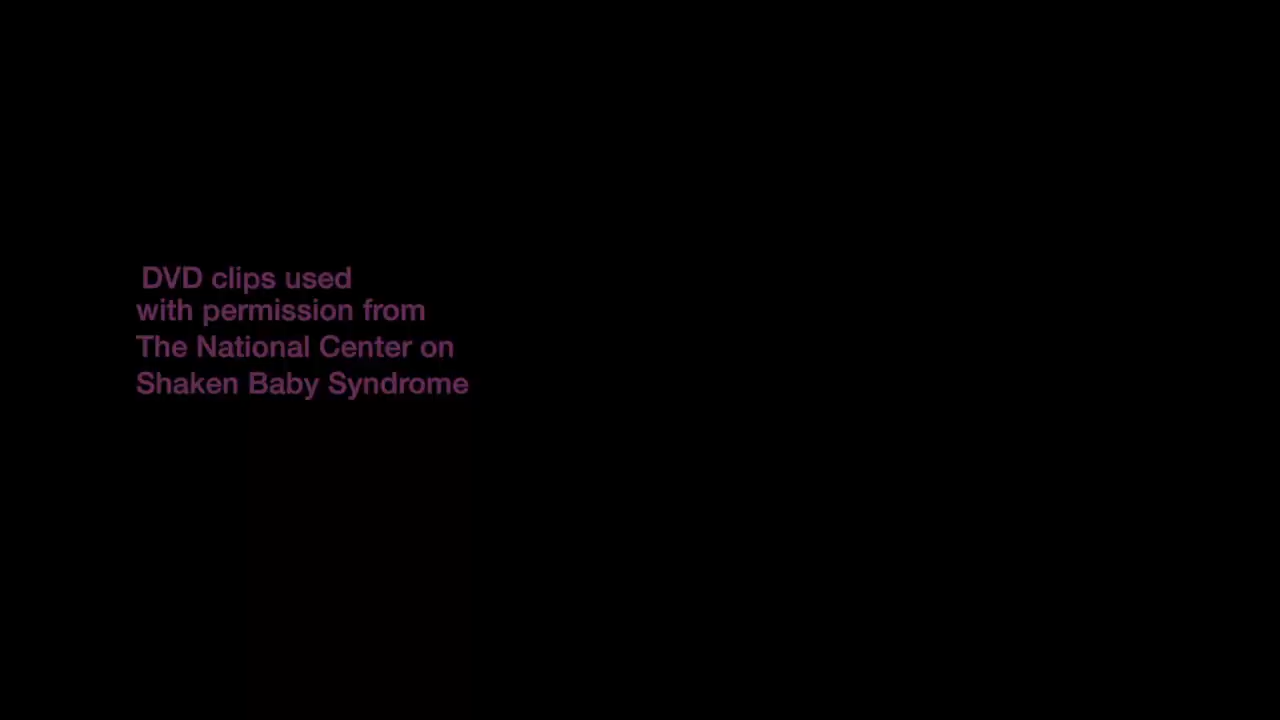 DVD clips used
with permission from
The National Center on
Shaken Baby Syndrome